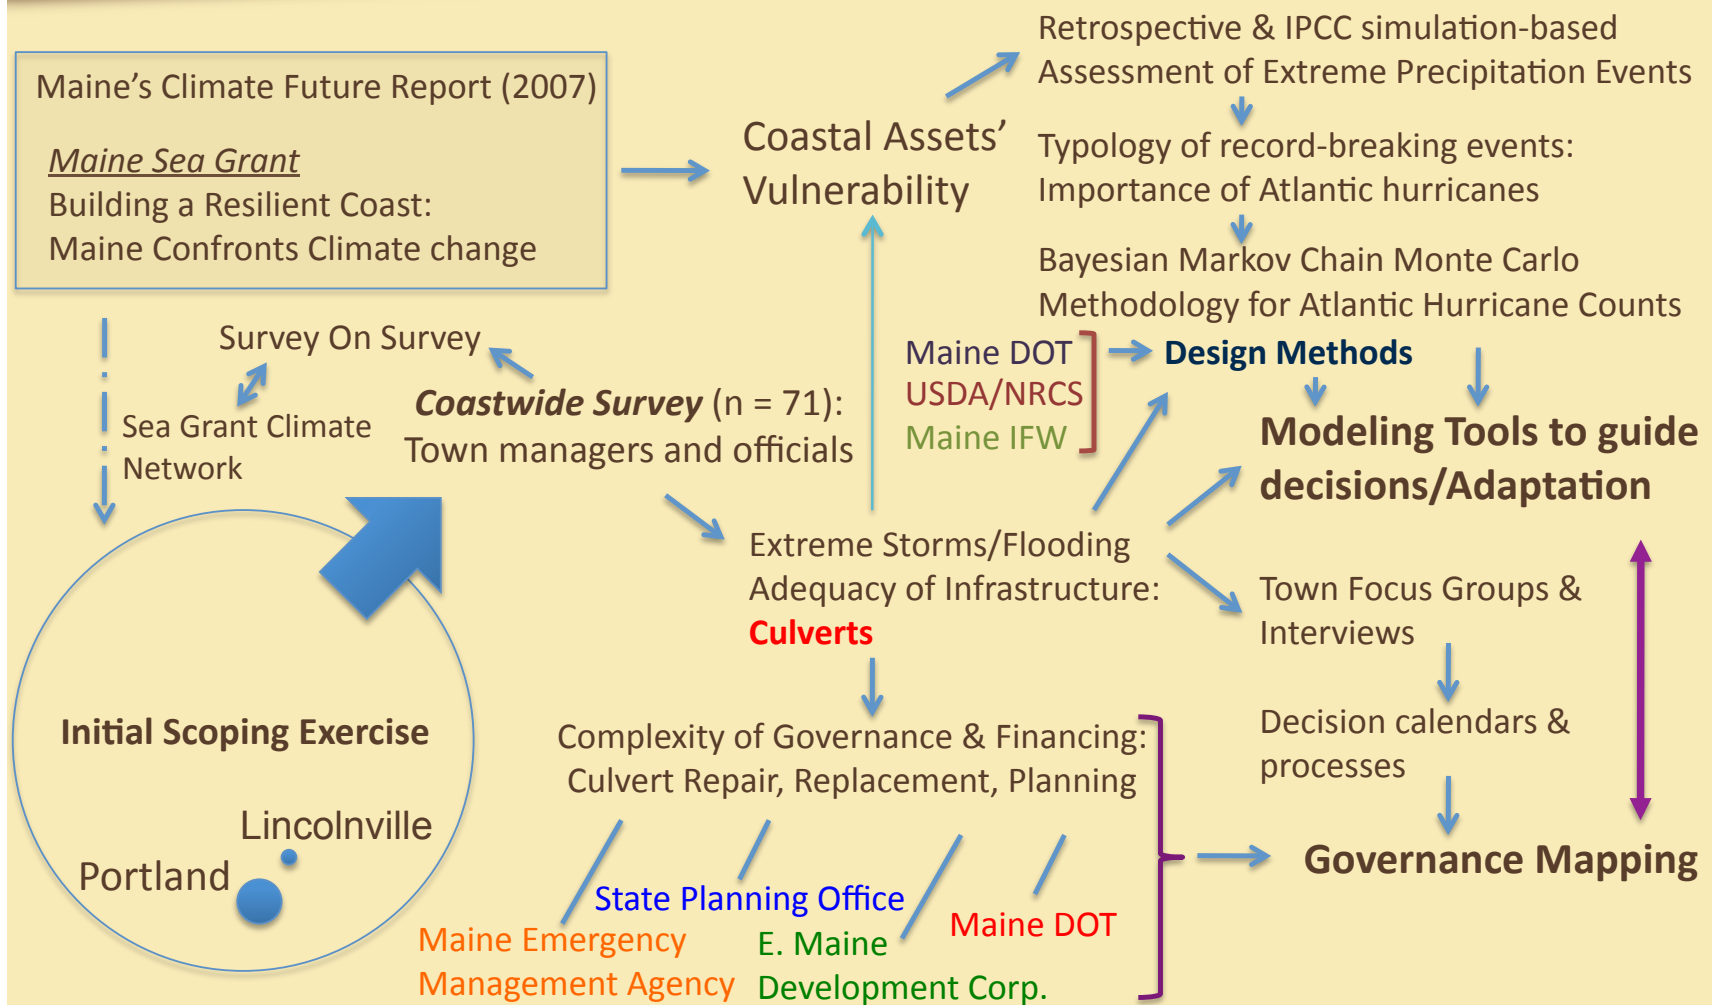 Maine's Climate Future Report (2007)
Maine Sea Grant
Building a Resilient Coast:
Maine Confronts Climate change
Coastal Assets'
Vulnerability
Retrospective & IPCC simulation-based
Assessment of Extreme Precipitation Events
Typology of record-breaking events:
Importance of Atlantic hurricanes
Bayesian Markov Chain Monte Carlo
Methodology for Atlantic Hurricane Counts
Survey On Survey
Sea Grant Climate
Network
Coastwide Survey (n = 71):
Town managers and officials
Maine DOT
USDA/NRCS
Maine IFW
Design Methods
Modeling Tools to guide
decisions/Adaptation
Extreme Storms/Flooding
Adequacy of Infrastructure:
Culverts
Town Focus Groups &
Interviews
Decision calendars &
processes
Initial Scoping Exercise
Lincolnville
Portland
Complexity of Governance & Financing:
Culvert Repair, Replacement, Planning
Governance Mapping
State Planning Office
Maine Emergency
Management Agency
E. Maine
Development Corp.
Maine DOT